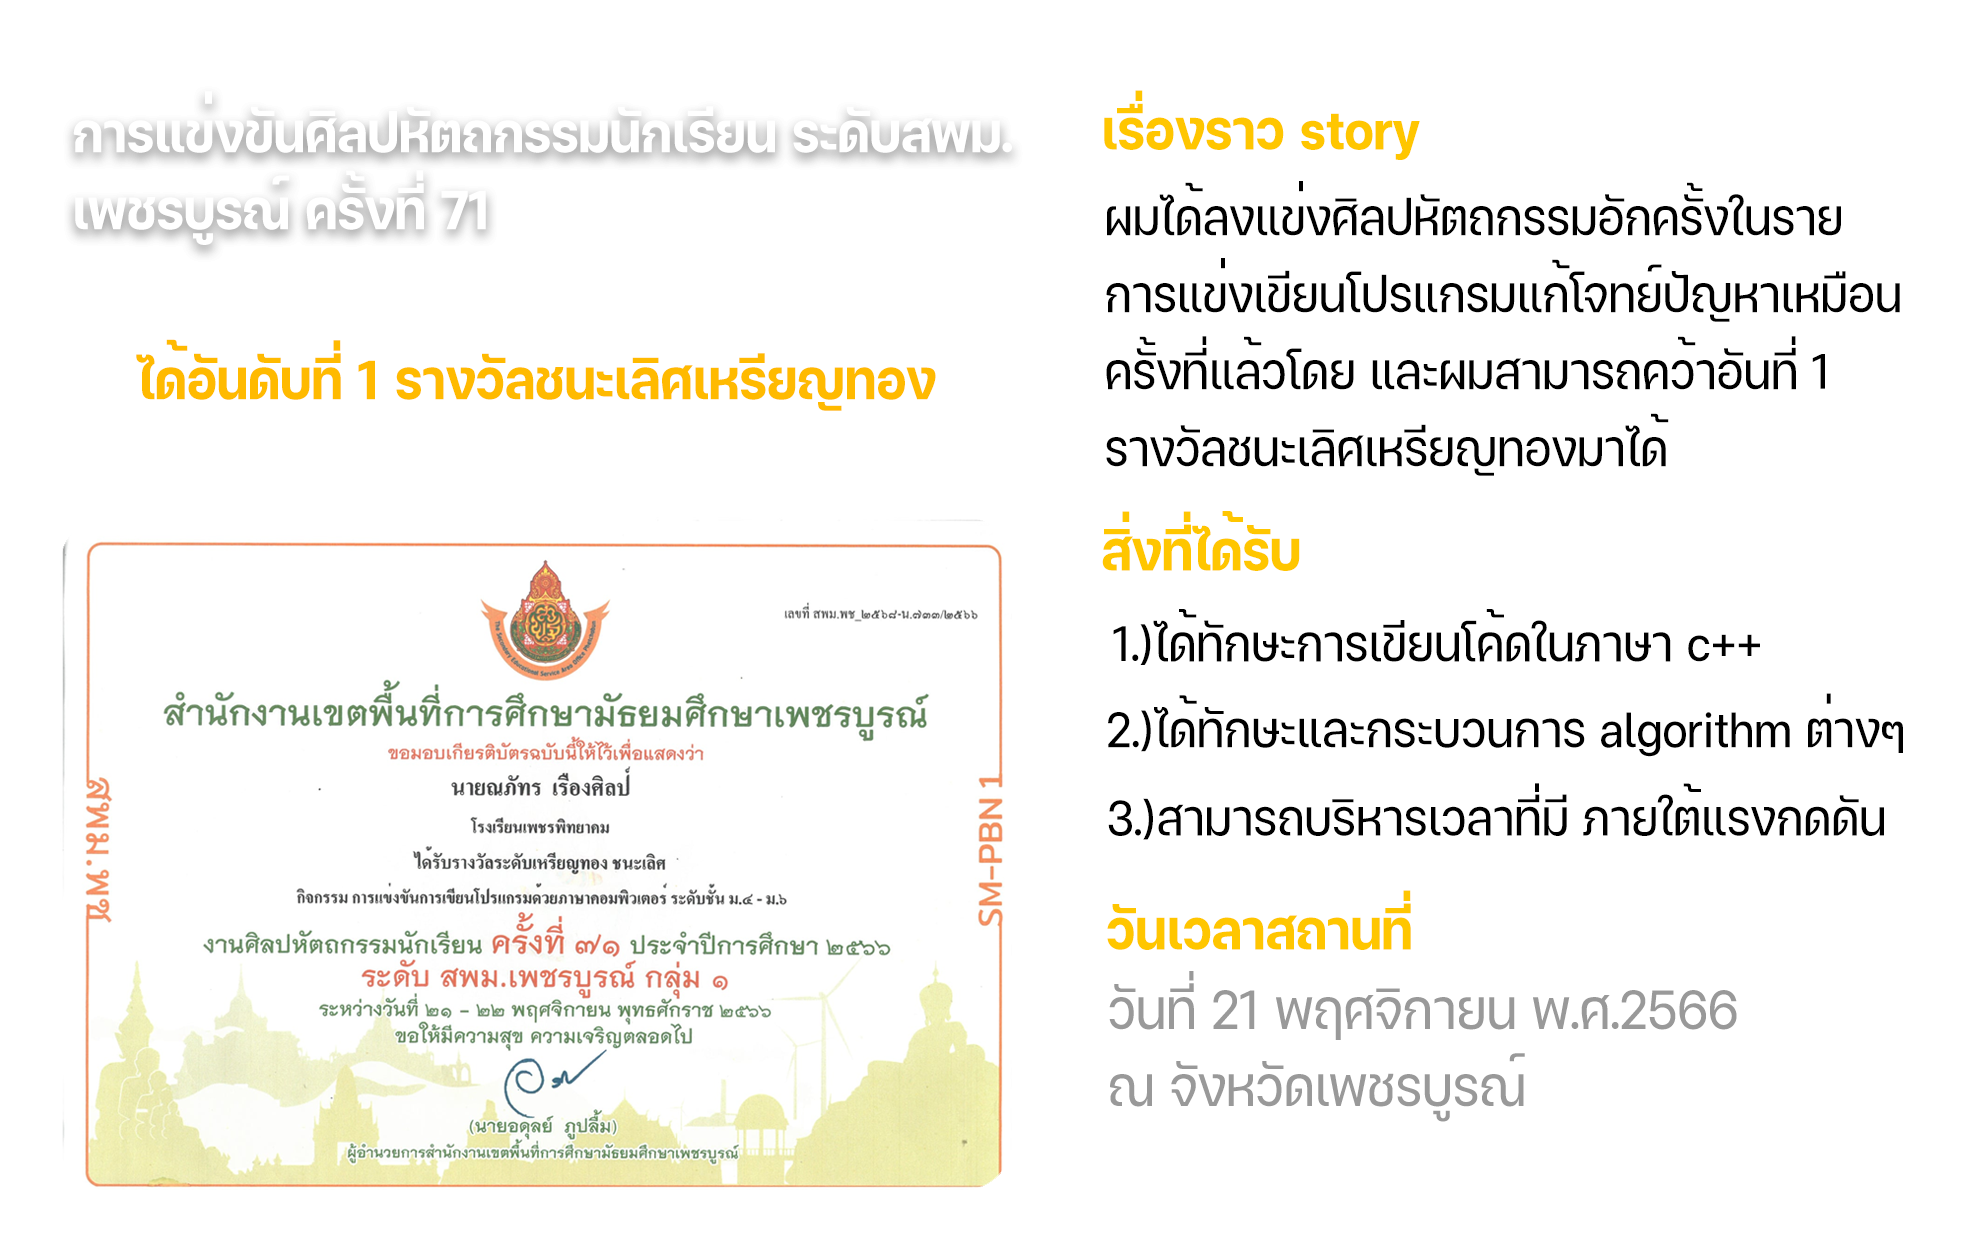 การแข่งขันศิลปหัตถกรรมนักเรียน ระดับสพม.
เพชรบูรณ์ ครั้งที่ 71
ได้อันดับที่ 1 รางวัลชนะเลิศเหรียญทอง
เลขที่ สพม.พช_๒๕๖๘-น.๗๓๓/๒๕๖๖
The Secondary Educational Service Area Office Phetchabun
สำนักงานเขตพื้นที่การศึกษามัธยมศึกษาเพชรบูรณ์
ขอมอบเกียรติบัตรฉบับนี้ให้ไว้เพื่อแสดงว่า
นายณภัทร เรืองศิลป์
โรงเรียนเพชรพิทยาคม
ได้รับรางวัลระดับเหรียญทอง ชนะเลิศ
กิจกรรม การแข่งขันการเขียนโปรแกรมด้วยภาษาคอมพิวเตอร์ ระดับชั้น ม.๔ - ม.๖
งานศิลปหัตถกรรมนักเรียน ครั้งที่ ๗๑ ประจำปีการศึกษา ๒๕๖๖
ระดับ สพม.เพชรบูรณ์ กลุ่ม ๑
ระหว่างวันที่ ๒๑ - ๒๒ พฤศจิกายน พุทธศักราช ๒๕๖๖
ขอให้มีความสุข ความเจริญตลอดไป
(นายอดุลย์ ภูปลื้ม)
ผู้อำนวยการสำนักงานเขตพื้นที่การศึกษามัธยมศึกษาเพชรบูรณ์
สพม.พช
SM-PBN 1
เรื่องราว story
ผมได้ลงแข่งศิลปหัตถกรรมอักครั้งในราย
การแข่งเขียนโปรแกรมแก้โจทย์ปัญหาเหมือน
ครั้งที่แล้วโดย และผมสามารถคว้าอันที่ 1
รางวัลชนะเลิศเหรียญทองมาได้
สิ่งที่ได้รับ
1.)ได้ทักษะการเขียนโค้ดในภาษา c++
2.)ได้ทักษะและกระบวนการ algorithm ต่างๆ
3.)สามารถบริหารเวลาที่มี ภายใต้แรงกดดัน
วันเวลาสถานที่
วันที่ 21 พฤศจิกายน พ.ศ.2566
ณ จังหวัดเพชรบูรณ์